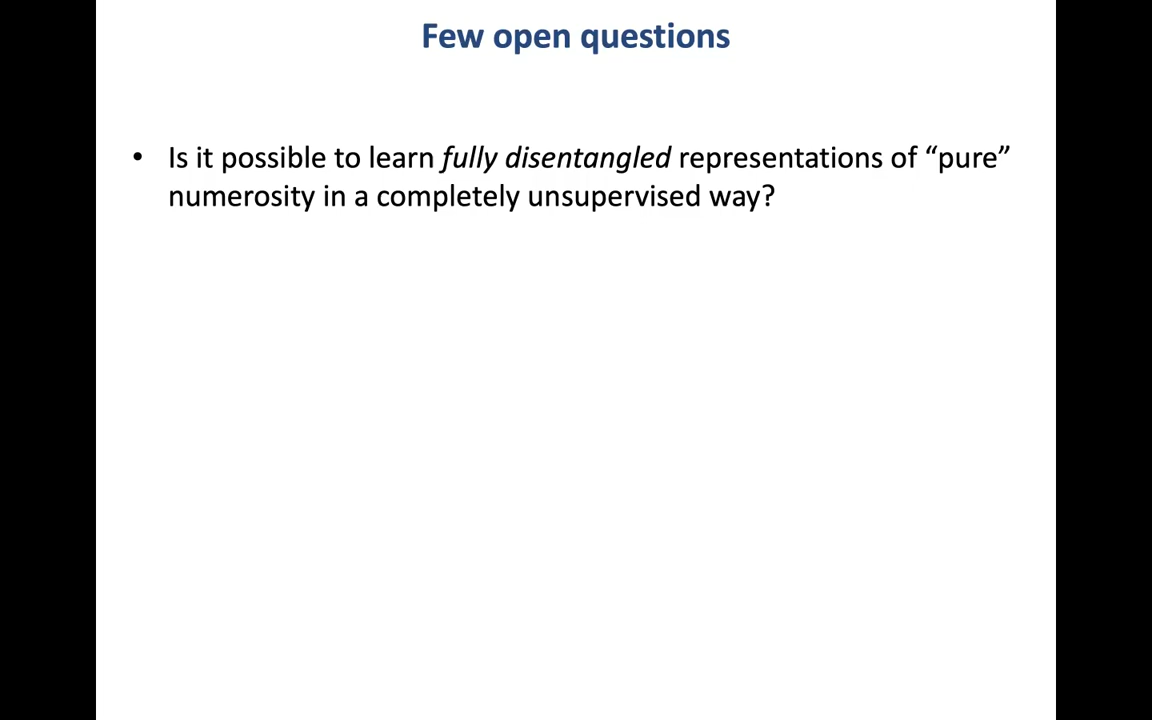 Few open questions
• Is it possible to learn fully disentangled representations of “pure”
numerosity in a completely unsupervised way?